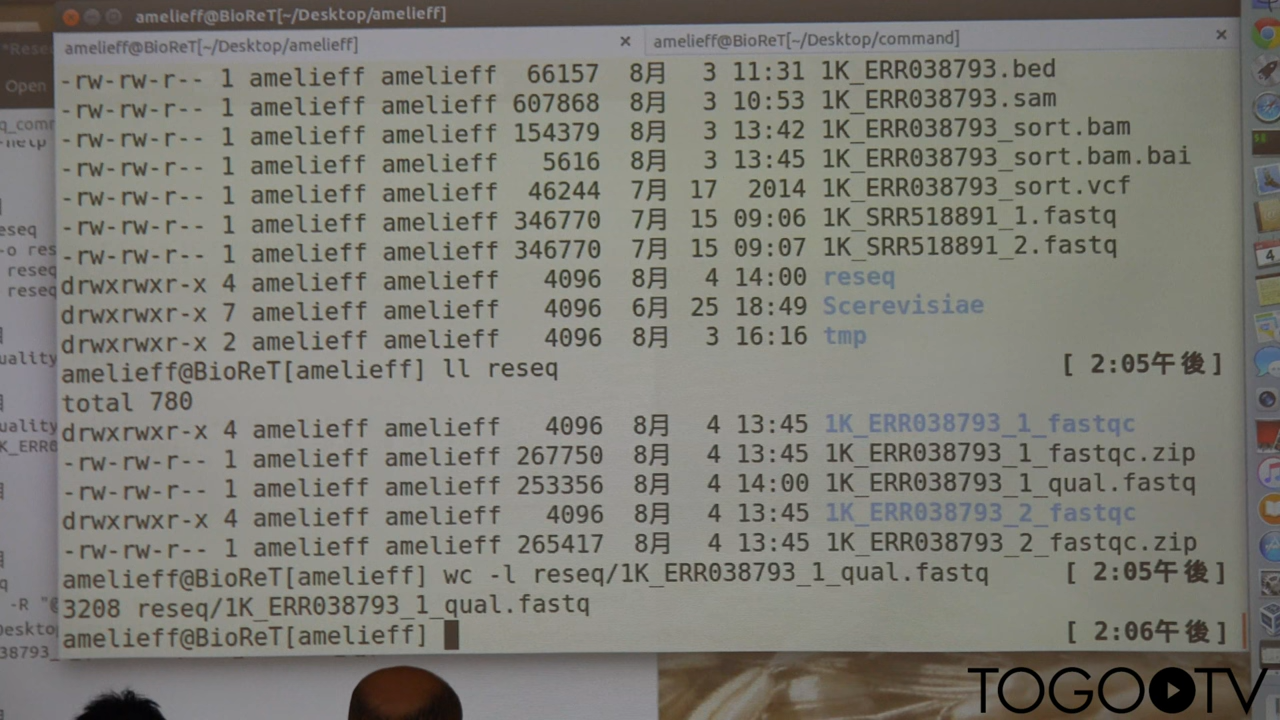 amelieff@BioReT[~/Desktop/amelieff]
*Rese
amelieff@BioReT[~/Desktop/amelieff] × amelieff@BioReT[~/Desktop/command] ×
Open
-rw-rw-r-- 1 amelieff amelieff 66157 8月 3 11:31 1K_ERR038793.bed
-rw-rw-r-- 1 amelieff amelieff 607868 8月 3 10:53 1K_ERR038793.sam
-rw-rw-r-- 1 amelieff amelieff 154379 8月 3 13:42 1K_ERR038793_sort.bam
-rw-rw-r-- 1 amelieff amelieff 5616 8月 3 13:45 1K_ERR038793_sort.bam.bai
-rw-rw-r-- 1 amelieff amelieff 46244 7月 17 2014 1K_ERR038793_sort.vcf
-rw-rw-r-- 1 amelieff amelieff 346770 7月 15 09:06 1K_SRR518891_1.fastq
-rw-rw-r-- 1 amelieff amelieff 346770 7月 15 09:07 1K_SRR518891_2.fastq
drwxrwxr-x 4 amelieff amelieff 4096 8月 4 14:00 reseq
drwxrwxr-x 7 amelieff amelieff 4096 6月 25 18:49 Scerevisiae
drwxrwxr-x 2 amelieff amelieff 4096 8月 3 16:16 tmp
amelieff@BioReT[amelieff] ll reseq [ 2:05午後]
total 780
drwxrwxr-x 4 amelieff amelieff 4096 8月 4 13:45 1K_ERR038793_1_fastqc
-rw-rw-r-- 1 amelieff amelieff 267750 8月 4 13:45 1K_ERR038793_1_fastqc.zip
-rw-rw-r-- 1 amelieff amelieff 253356 8月 4 14:00 1K_ERR038793_1_qual.fastq
drwxrwxr-x 4 amelieff amelieff 4096 8月 4 13:45 1K_ERR038793_2_fastqc
-rw-rw-r-- 1 amelieff amelieff 265417 8月 4 13:45 1K_ERR038793_2_fastqc.zip
amelieff@BioReT[amelieff] wc -l reseq/1K_ERR038793_1_qual.fastq [ 2:05午後]
3208 reseq/1K_ERR038793_1_qual.fastq
amelieff@BioReT[amelieff] [ 2:06午後]
TOGO TV